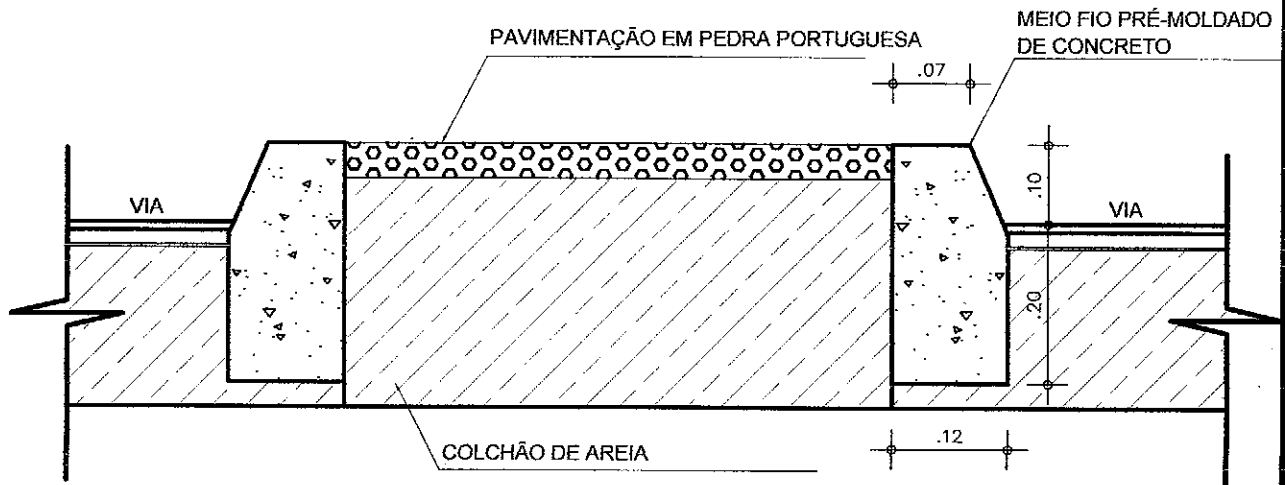 MEIO FIO PRÉ-MOLDADO
DE CONCRETO
PAVIMENTAÇÃO EM PEDRA PORTUGUESA
.07
.10
VIA
VIA
.20
.12
COLCHÃO DE AREIA